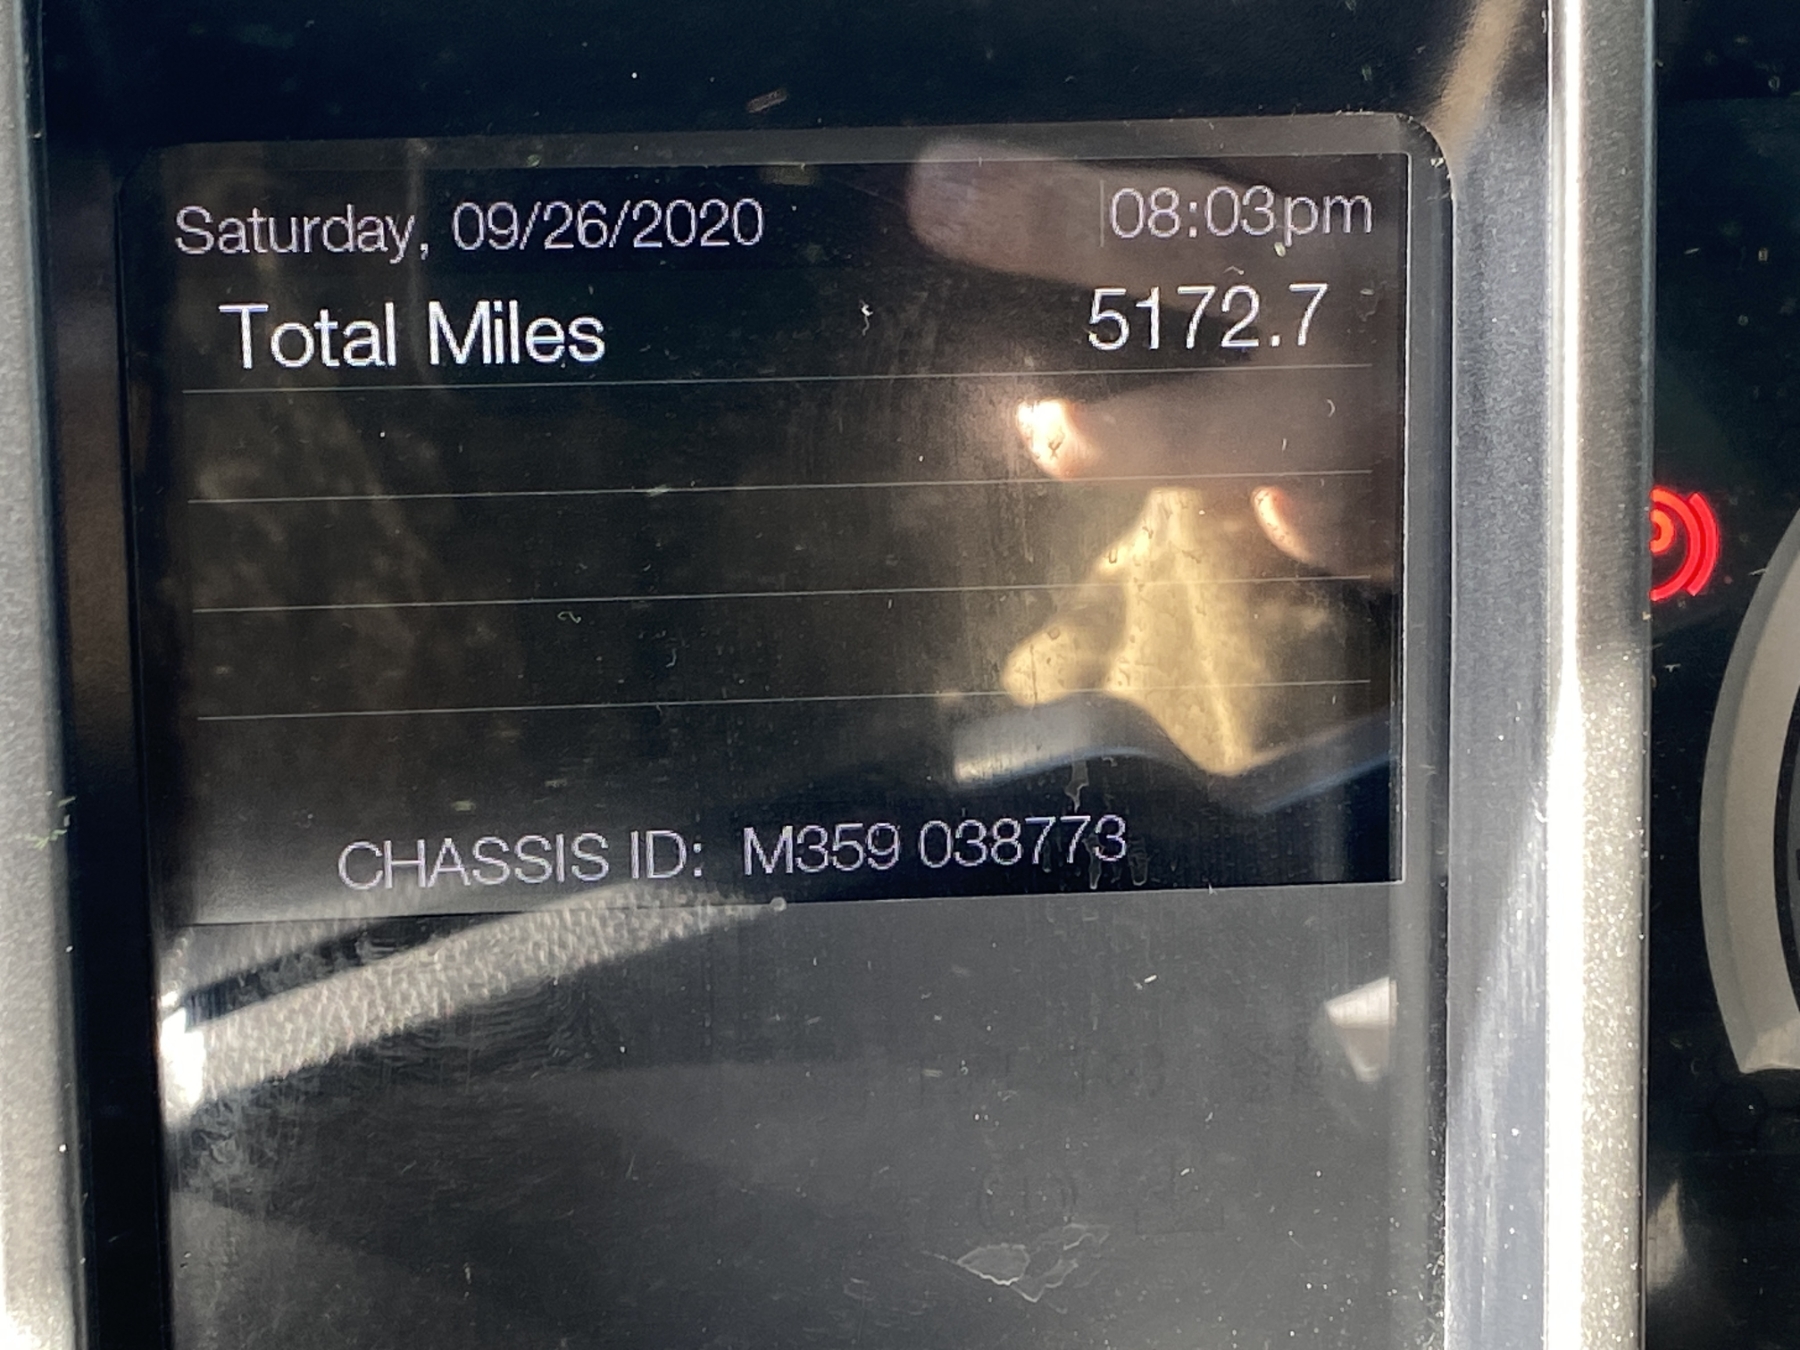 Saturday, 09/26/2020 08:03pm
Total Miles 5172.7
CHASSIS ID: M359 038773